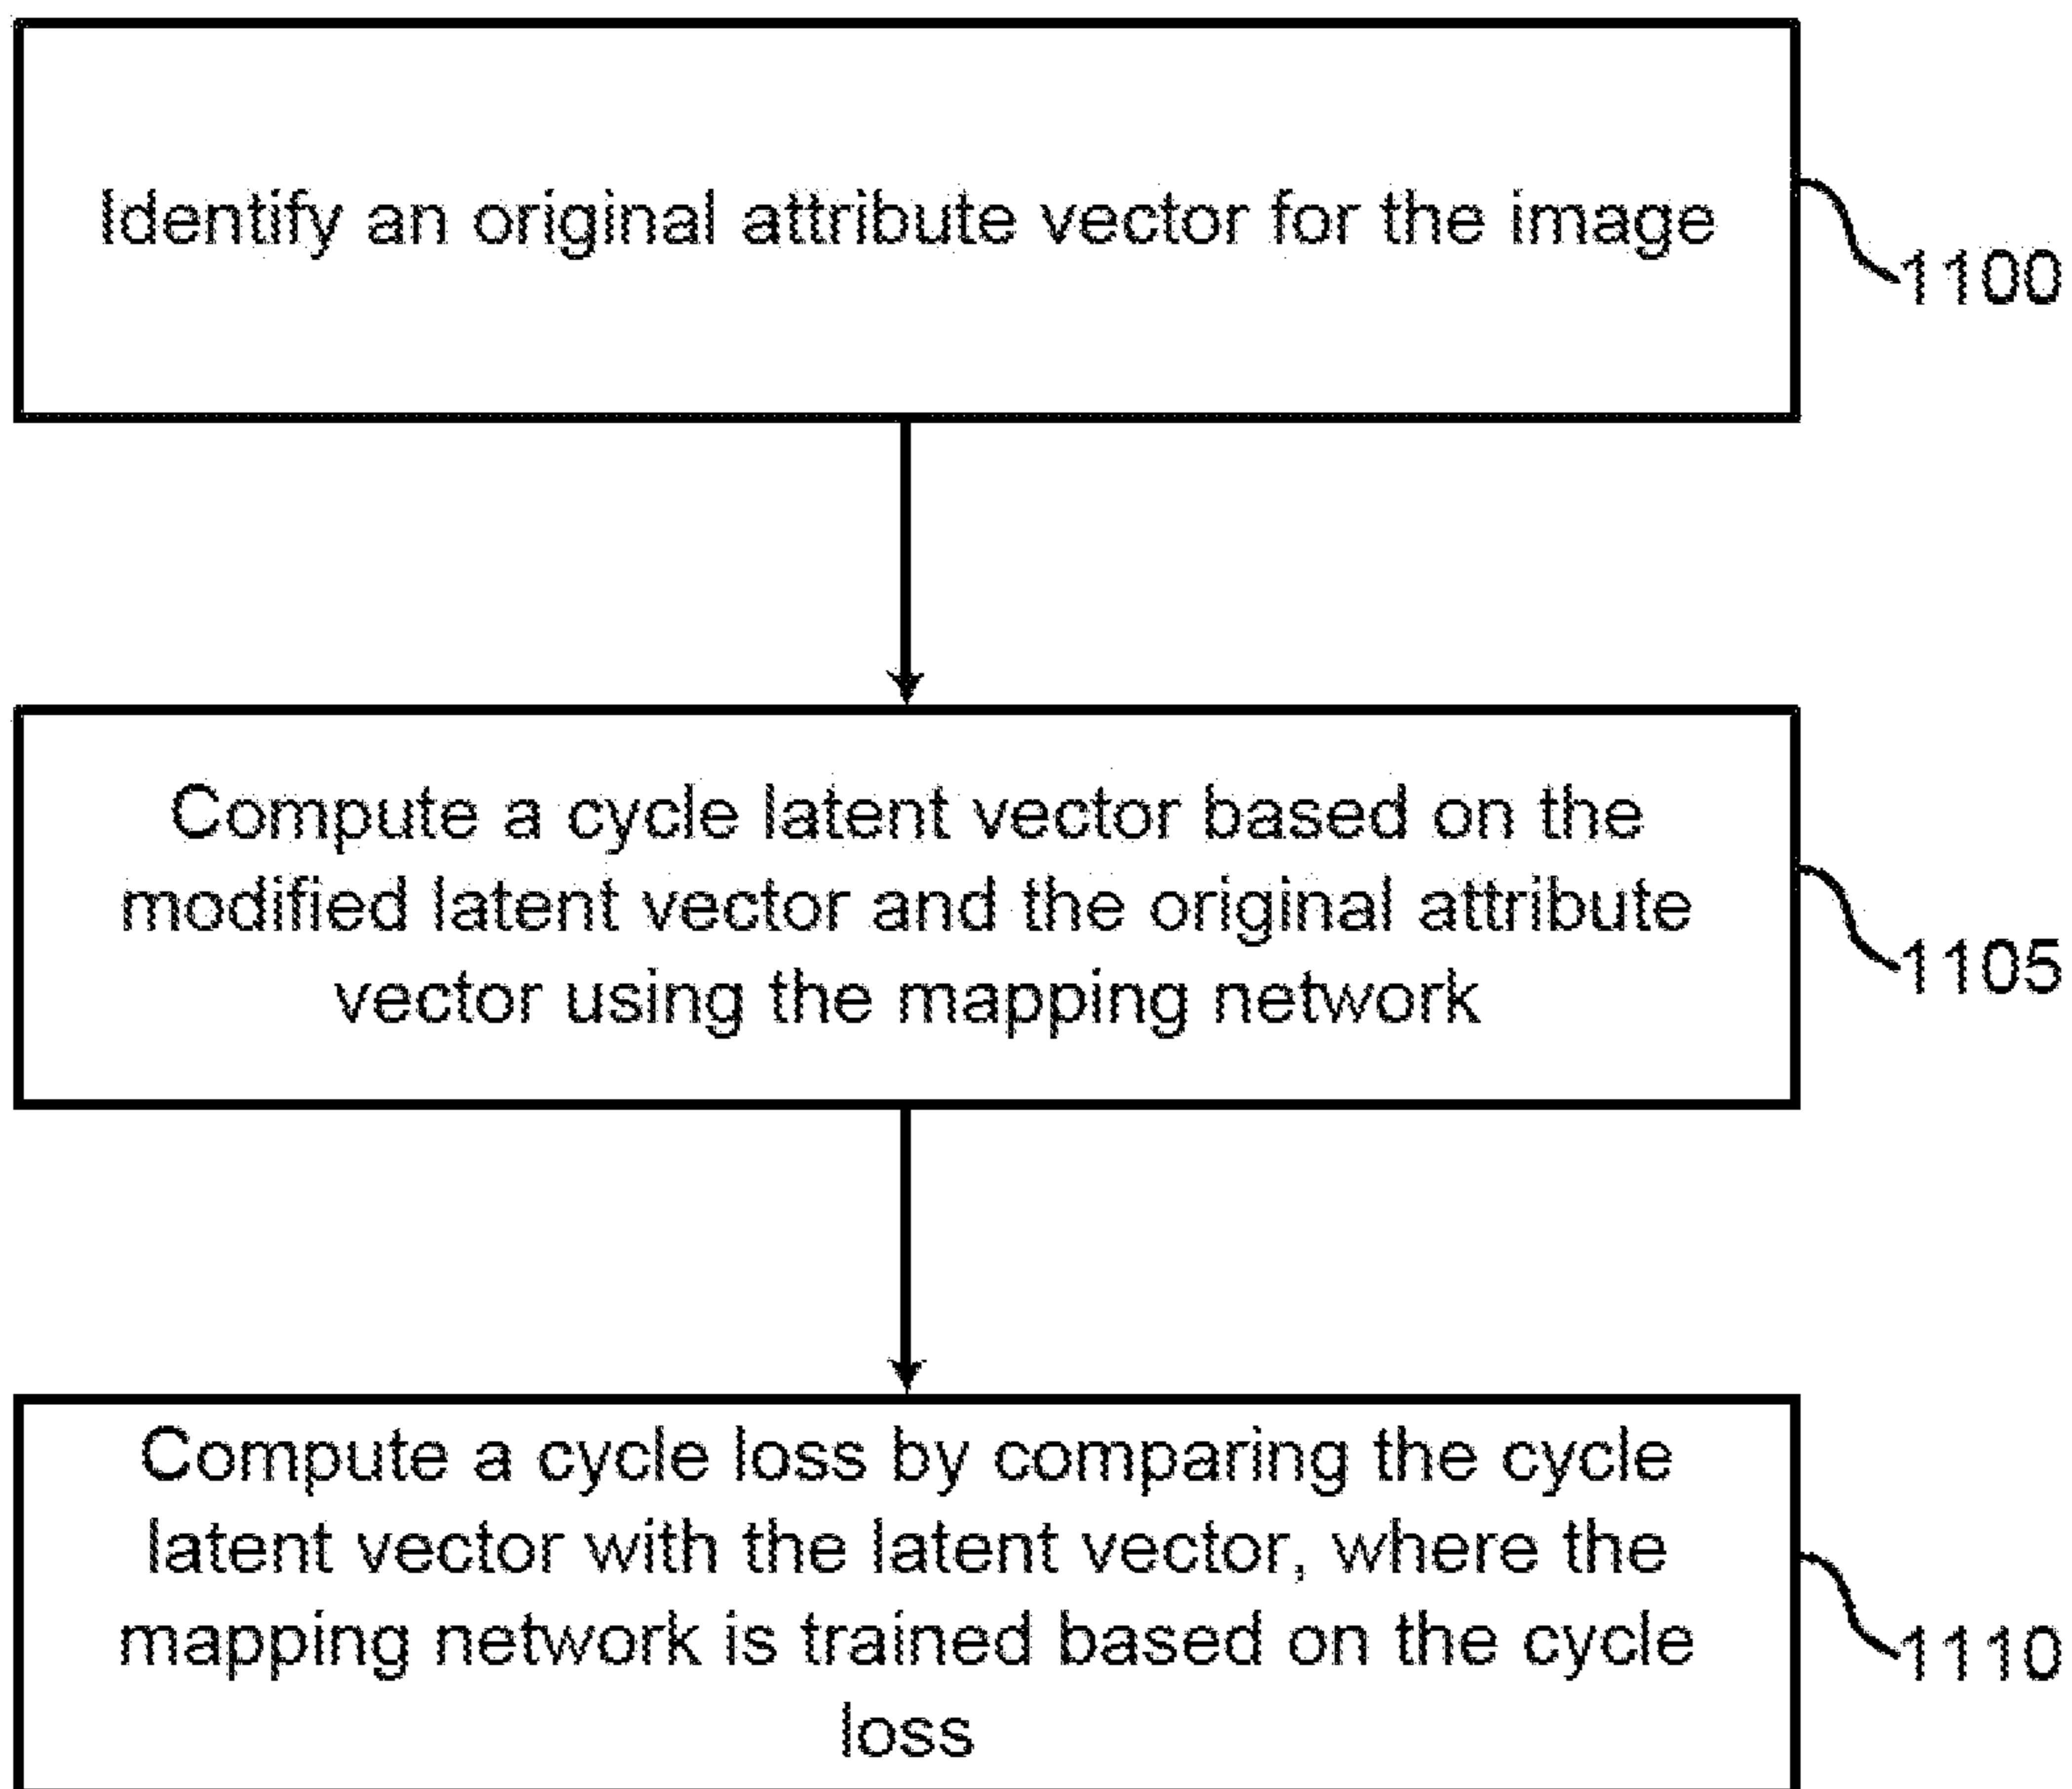 Identify an original attribute vector for the image
1100
Compute a cycle latent vector based on the
modified latent vector and the original attribute
vector using the mapping network
1105
Compute a cycle loss by comparing the cycle
latent vector with the latent vector, where the
mapping network is trained based on the cycle
loss
1110